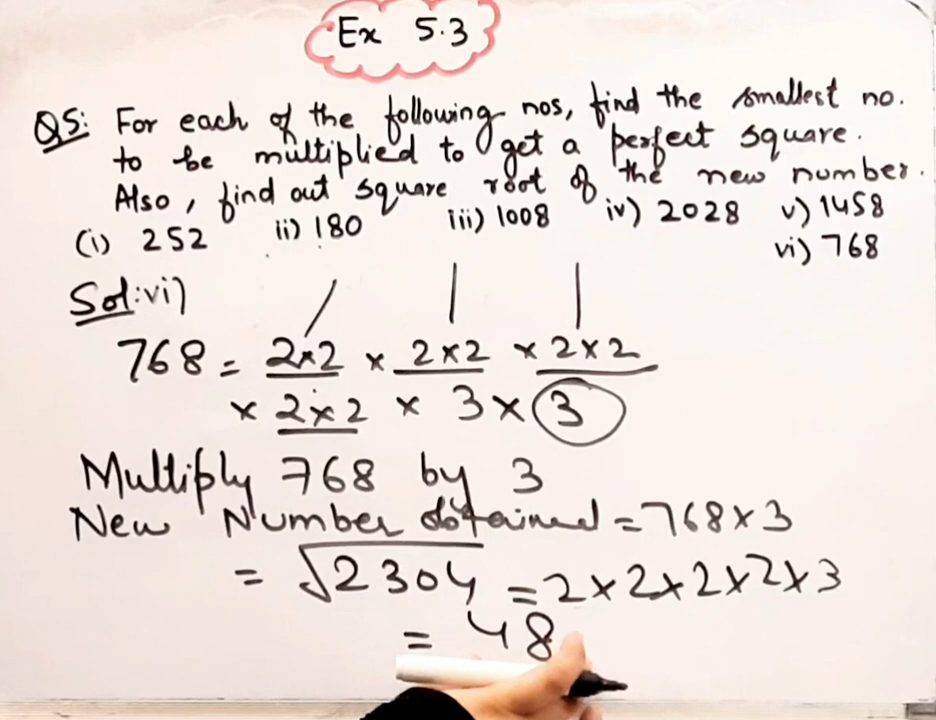 Ex 5.3
Q5: For each of the following nos, find the smallest no.
to be multiplied to get a perfect square.
Also, find out square root of the new number.
(i) 252 ii) 180 iii) 1008 iv) 2028 v) 1458
vi) 768
Sol:vi)
768 = 2×2 × 2×2 × 2×2
× 2×2 × 3 × 3
Multiply 768 by 3
New Number obtained = 768×3
= √2304 = 2×2×2×2×3
= 48